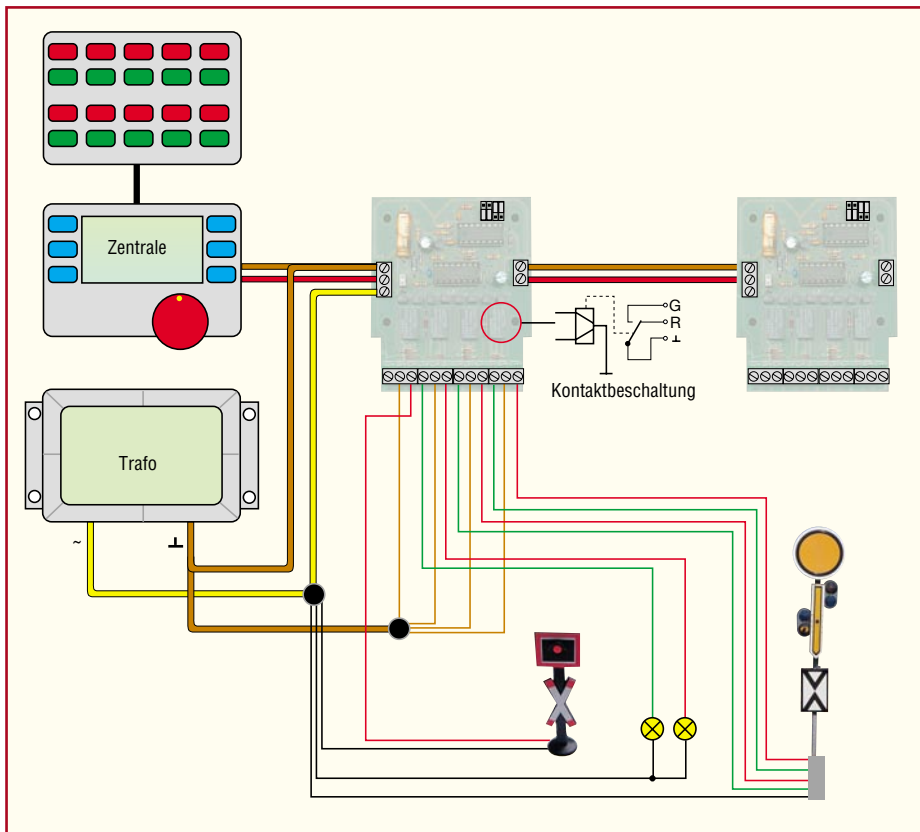 Zentrale
G
R
⊥
Kontaktbeschaltung
Trafo
~
⊥